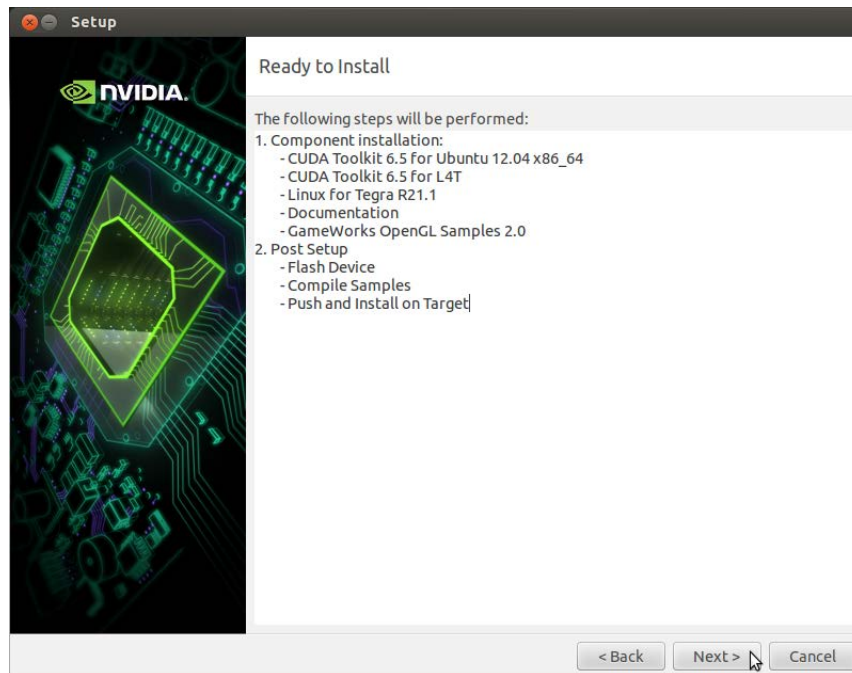 Setup
NVIDIA.
Ready to Install
The following steps will be performed:
1. Component installation:
- CUDA Toolkit 6.5 for Ubuntu 12.04 x86_64
- CUDA Toolkit 6.5 for L4T
- Linux for Tegra R21.1
- Documentation
- GameWorks OpenGL Samples 2.0
2. Post Setup
- Flash Device
- Compile Samples
- Push and Install on Target
< Back
Next >
Cancel